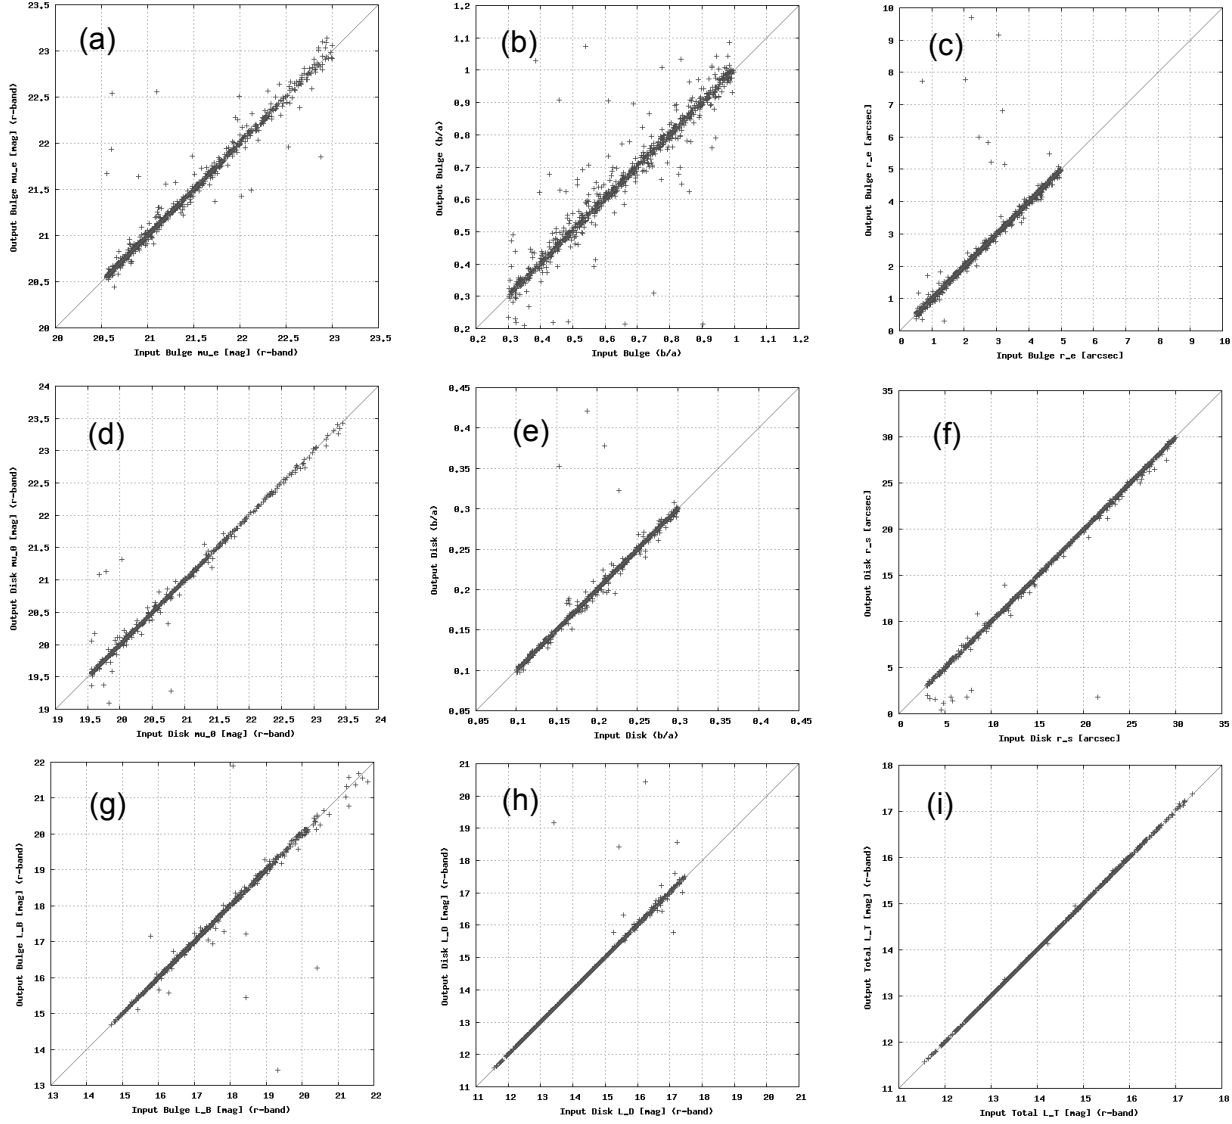 (a)
23.5
23
22.5
22
21.5
21
20.5
20
20 20.5 21 21.5 22 22.5 23 23.5
Output Bulge mu_e [mag] (r-band)
Input Bulge mu_e [mag] (r-band)
(b)
1.2
1.1
1
0.9
0.8
0.7
0.6
0.5
0.4
0.3
0.2
0.2 0.3 0.4 0.5 0.6 0.7 0.8 0.9 1 1.1 1.2
Output Bulge (b/a)
Input Bulge (b/a)
(c)
10
9
8
7
6
5
4
3
2
1
0
0 1 2 3 4 5 6 7 8 9 10
Output Bulge r_e [arcsec]
Input Bulge r_e [arcsec]
(d)
24
23.5
23
22.5
22
21.5
21
20.5
20
19.5
19
19 19.5 20 20.5 21 21.5 22 22.5 23 23.5 24
Output Disk mu_0 [mag] (r-band)
Input Disk mu_0 [mag] (r-band)
(e)
0.45
0.4
0.35
0.3
0.25
0.2
0.15
0.1
0.05
0.05 0.1 0.15 0.2 0.25 0.3 0.35 0.4 0.45
Output Disk (b/a)
Input Disk (b/a)
(f)
35
30
25
20
15
10
5
0
0 5 10 15 20 25 30 35
Output Disk r_s [arcsec]
Input Disk r_s [arcsec]
(g)
22
21
20
19
18
17
16
15
14
13
13 14 15 16 17 18 19 20 21 22
Output Bulge L_B [mag] (r-band)
Input Bulge L_B [mag] (r-band)
(h)
21
20
19
18
17
16
15
14
13
12
11
11 12 13 14 15 16 17 18 19 20 21
Output Disk L_D [mag] (r-band)
Input Disk L_D [mag] (r-band)
(i)
18
17
16
15
14
13
12
11
11 12 13 14 15 16 17 18
Output Total L_T [mag] (r-band)
Input Total L_T [mag] (r-band)